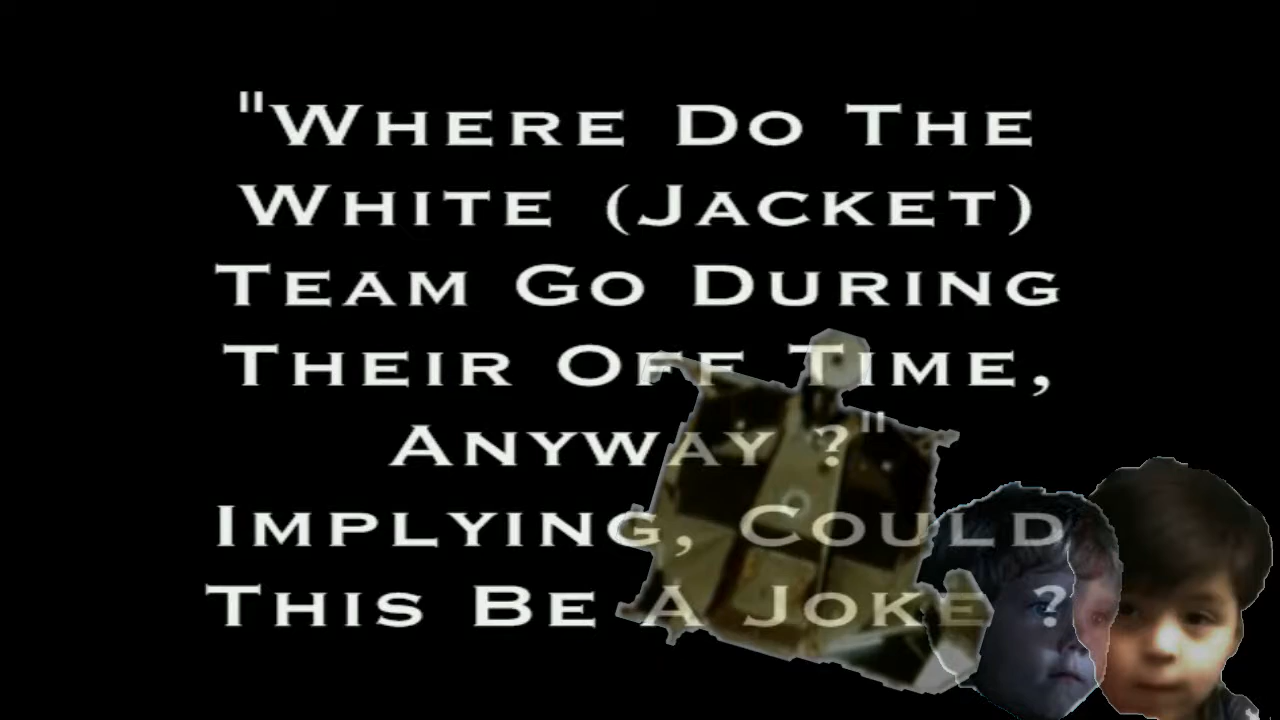 "Where Do The
White (Jacket)
Team Go During
Their Off Time,
Anyway ?"
Implying, Could
This Be A Joke ?